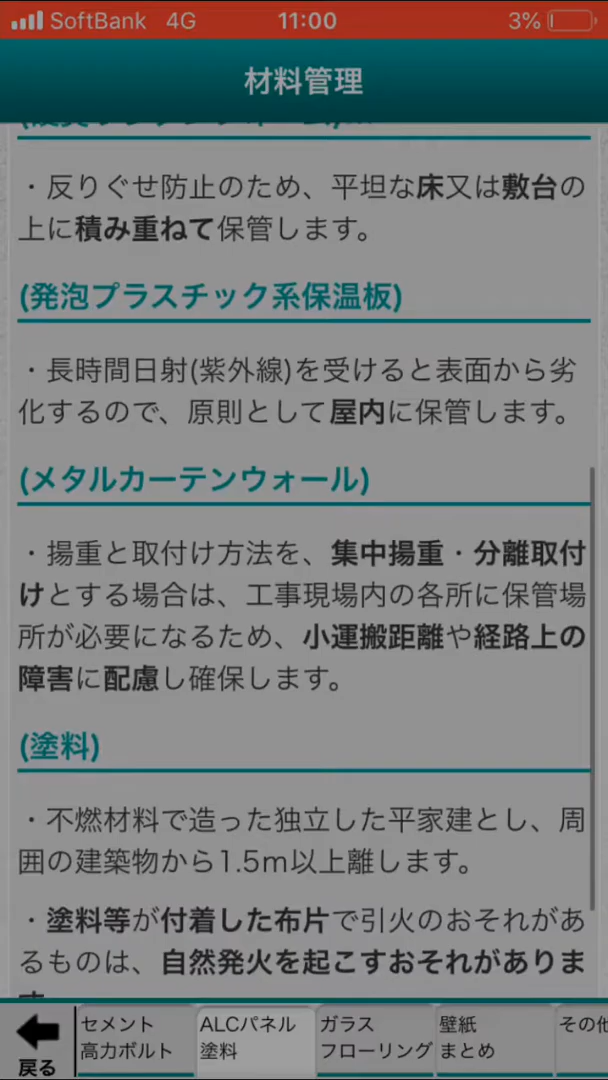 SoftBank 4G 11:00 3%
材料管理
・反りぐせ防止のため、平坦な床又は敷台の
上に積み重ねて保管します。
(発泡プラスチック系保温板)
・長時間日射(紫外線)を受けると表面から劣
化するので、原則として屋内に保管します。
(メタルカーテンウォール)
・揚重と取付け方法を、集中揚重・分離取付
けとする場合は、工事現場内の各所に保管場
所が必要になるため、小運搬距離や経路上の
障害に配慮し確保します。
(塗料)
・不燃材料で造った独立した平家建とし、周
囲の建築物から1.5m以上離します。
・塗料等が付着した布片で引火のおそれがあ
るものは、自然発火を起こすおそれがありま
す
戻る
セメント
高力ボルト
ALCパネル
塗料
ガラス
フローリング
壁紙
まとめ
その他